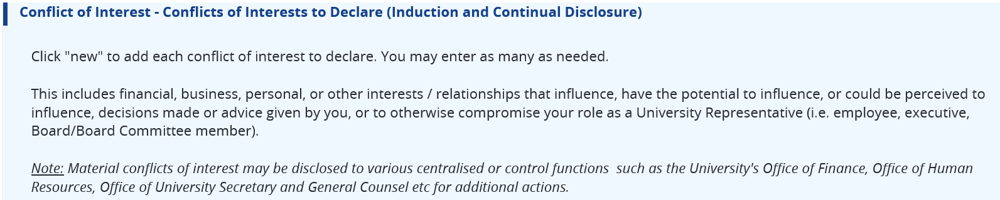 Conflict of Interest - Conflicts of Interests to Declare (Induction and Continual Disclosure)
Click "new" to add each conflict of interest to declare. You may enter as many as needed.
This includes financial, business, personal, or other interests / relationships that influence, have the potential to influence, or could be perceived to
influence, decisions made or advice given by you, or to otherwise compromise your role as a University Representative (i.e. employee, executive,
Board/Board Committee member).
Note: Material conflicts of interest may be disclosed to various centralised or control functions  such as the University's Office of Finance, Office of Human
Resources, Office of University Secretary and General Counsel etc for additional actions.